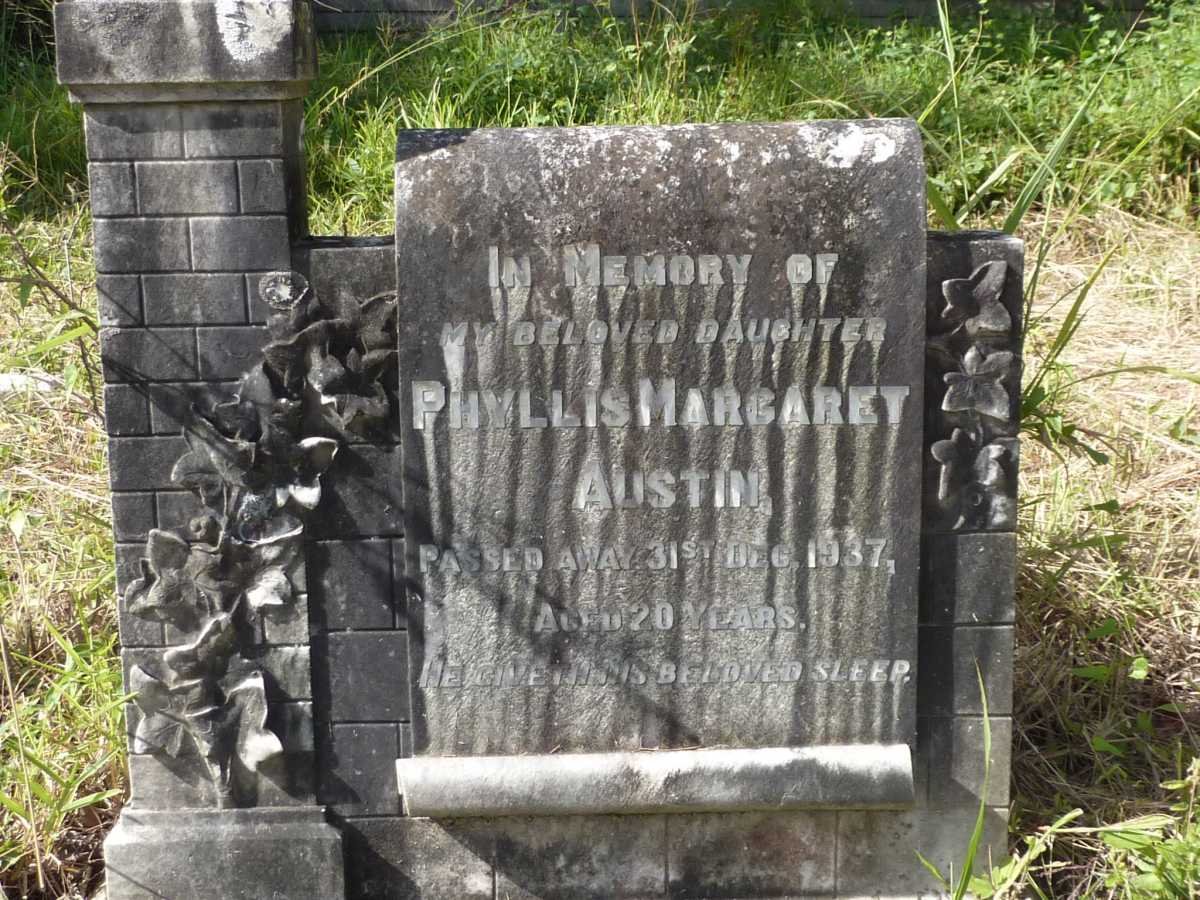 IN MEMORY OF
MY BELOVED DAUGHTER
PHYLLIS MARGARET
AUSTIN,
PASSED AWAY 31ST DEC. 1937,
AGED 20 YEARS.
HE GIVETH HIS BELOVED SLEEP.